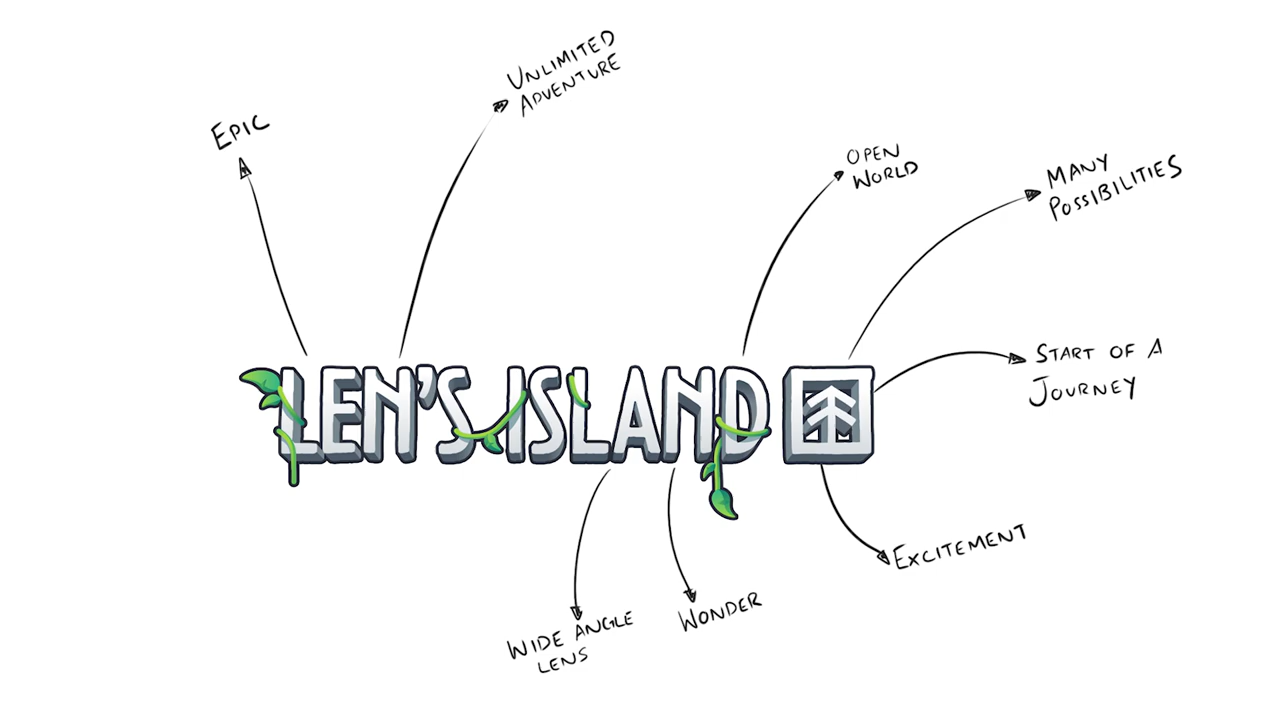 UNLIMITED
ADVENTURE
EPIC
OPEN
WORLD
MANY
POSSIBILITIES
START OF A
JOURNEY
LEN'S ISLAND
EXCITEMENT
WONDER
WIDE ANGLE
LENS